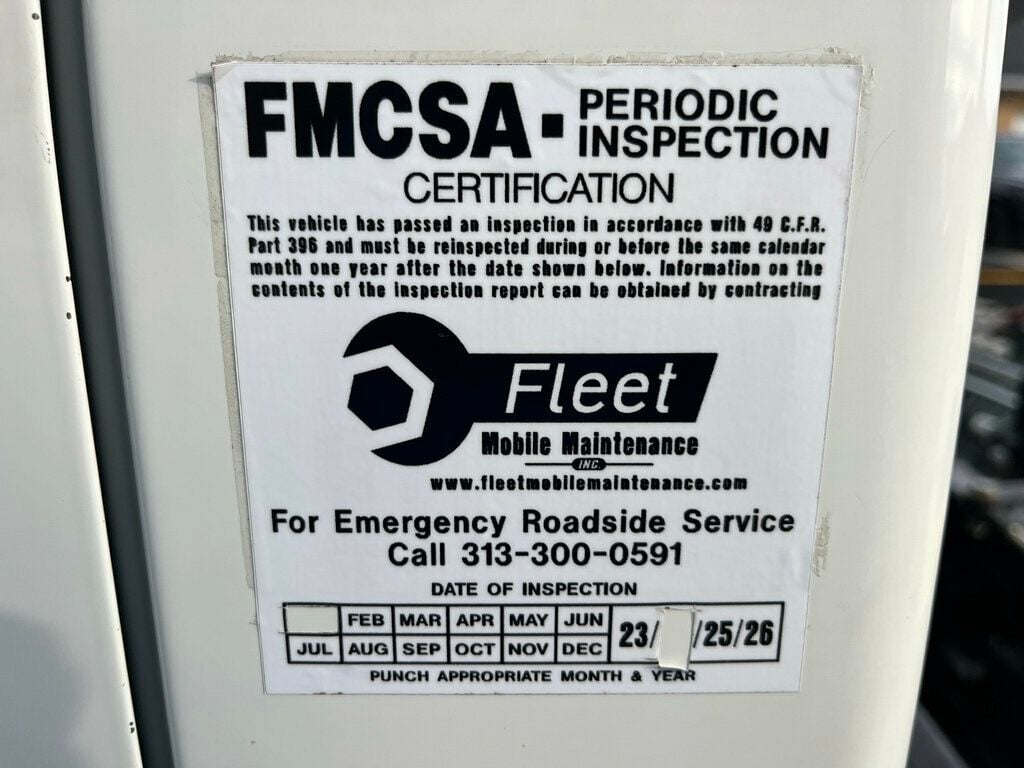 FMCSA - PERIODIC INSPECTION
CERTIFICATION
This vehicle has passed an inspection in accordance with 49 C.F.R.
Part 396 and must be reinspected during or before the same calendar
month one year after the date shown below. Information on the
contents of the inspection report can be obtained by contracting
Fleet
Mobile Maintenance
INC.
www.fleetmobilemaintenance.com
For Emergency Roadside Service
Call 313-300-0591
DATE OF INSPECTION
FEB MAR APR MAY JUN
JUL AUG SEP OCT NOV DEC
23/ /25/26
PUNCH APPROPRIATE MONTH & YEAR